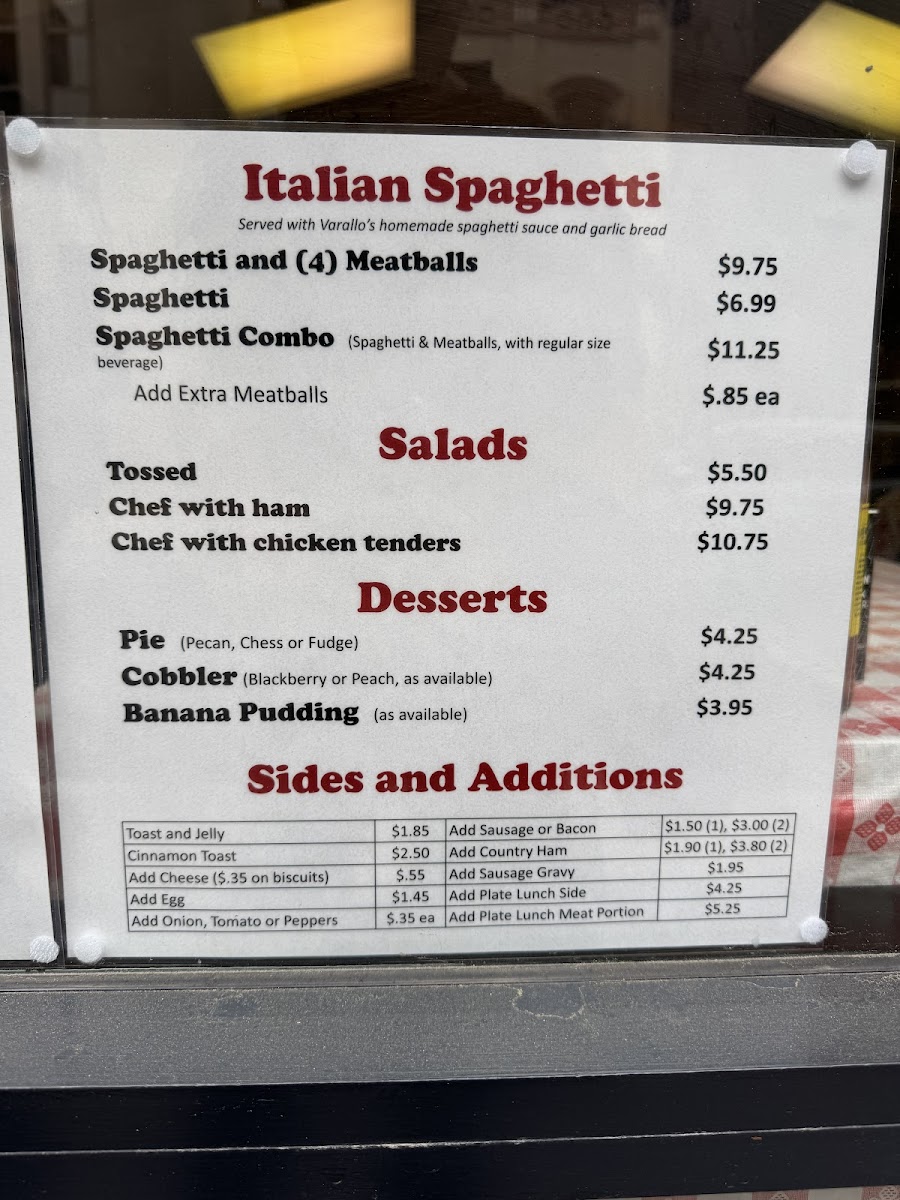 Italian Spaghetti
Served with Varallo's homemade spaghetti sauce and garlic bread
Spaghetti and (4) Meatballs $9.75
Spaghetti $6.99
Spaghetti Combo (Spaghetti & Meatballs, with regular size
beverage) $11.25
Add Extra Meatballs $.85 ea
Salads
Tossed $5.50
Chef with ham $9.75
Chef with chicken tenders $10.75
Desserts
Pie (Pecan, Chess or Fudge) $4.25
Cobbler (Blackberry or Peach, as available) $4.25
Banana Pudding (as available) $3.95
Sides and Additions
Toast and Jelly $1.85 Add Sausage or Bacon $1.50 (1), $3.00 (2)
Cinnamon Toast $2.50 Add Country Ham $1.90 (1), $3.80 (2)
Add Cheese ($.35 on biscuits) $.55 Add Sausage Gravy $1.95
Add Egg $1.45 Add Plate Lunch Side $4.25
Add Onion, Tomato or Peppers $.35 ea Add Plate Lunch Meat Portion $5.25